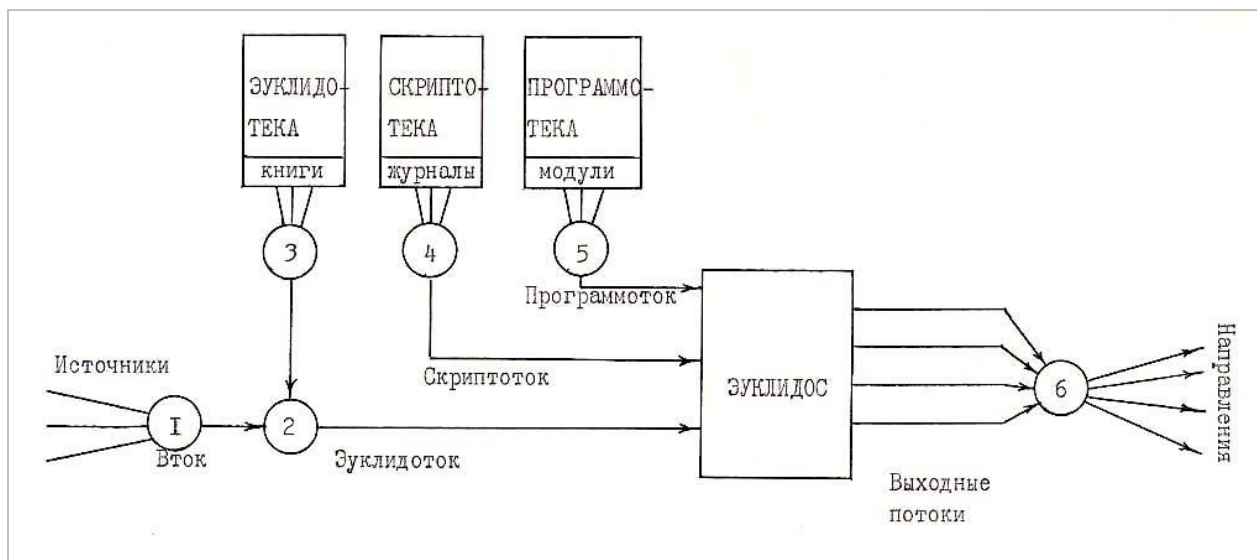 ЭУКЛИДО-
ТЕКА
книги
СКРИПТО-
ТЕКА
журналы
ПРОГРАММО-
ТЕКА
модули
3
4
5
Программоток
Источники
Скриптоток
ЭУКЛИДОС
6
Направления
I
2
Вток
Эуклидоток
Выходные
потоки